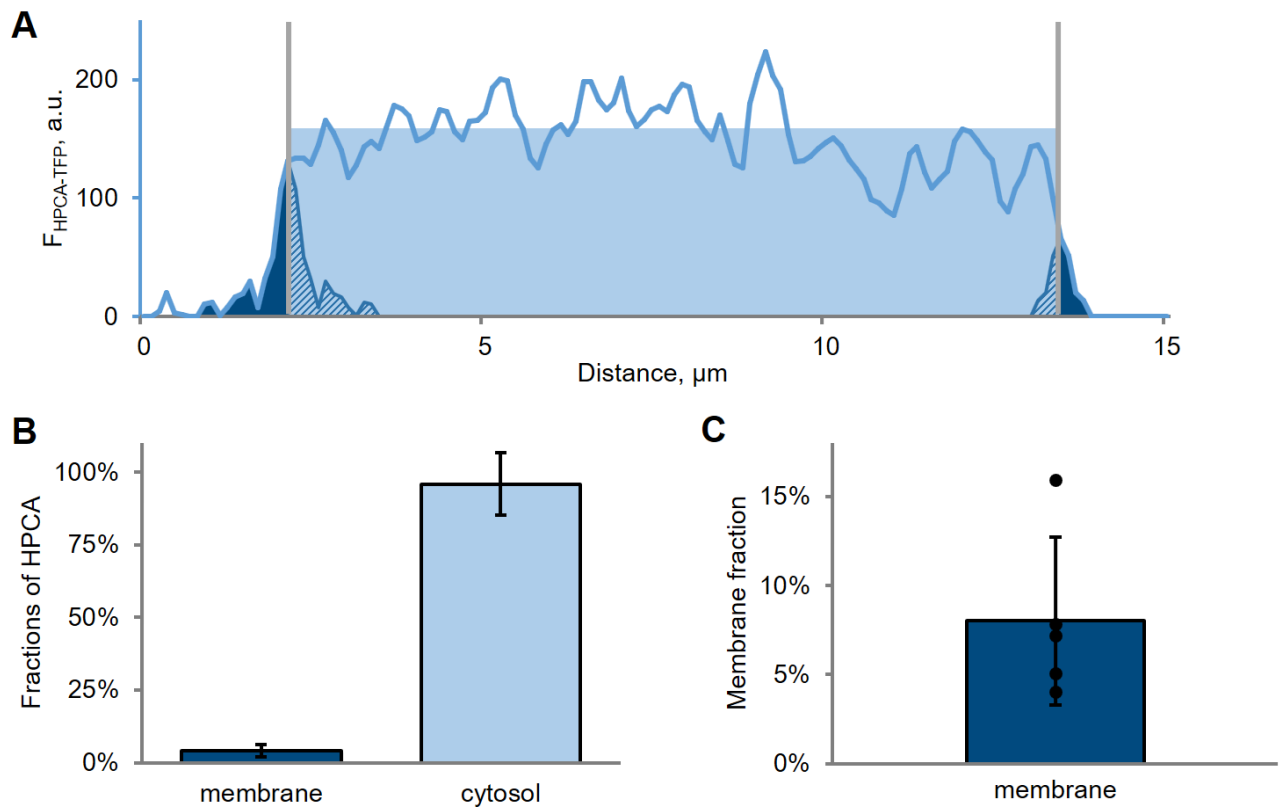 A
F_HPCA-TFP, a.u.
200
100
0
0 5 10 15
Distance, µm
B
Fractions of HPCA
100%
75%
50%
25%
0%
membrane cytosol
C
Membrane fraction
15%
10%
5%
0%
membrane